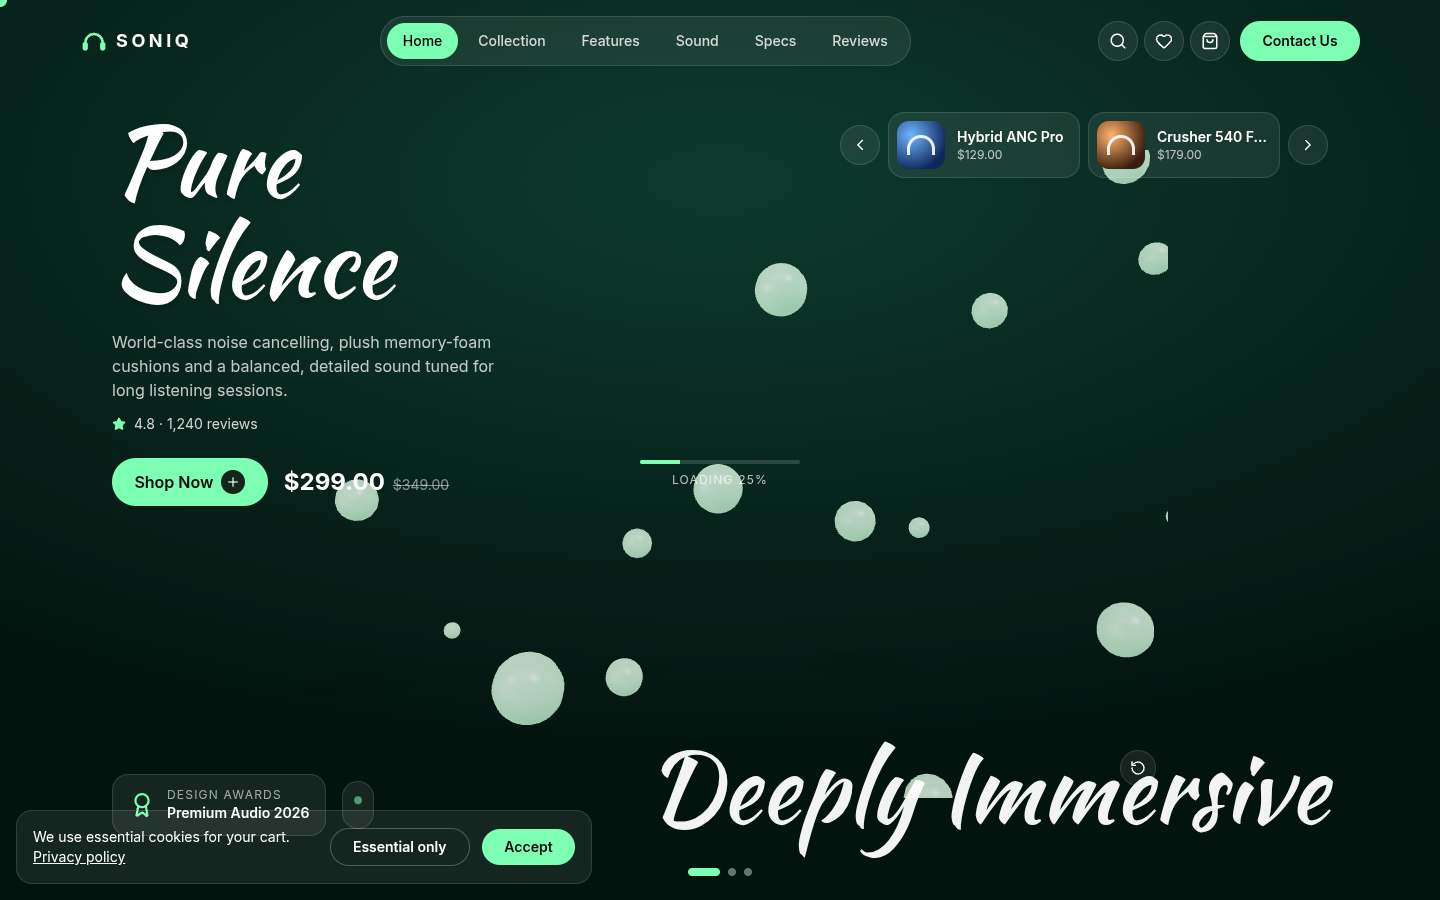 SONIQ
Home
Collection
Features
Sound
Specs
Reviews
Contact Us
Hybrid ANC Pro
$129.00
Crusher 540 F...
$179.00
Pure
Silence
World-class noise cancelling, plush memory-foam
cushions and a balanced, detailed sound tuned for
long listening sessions.
4.8 · 1,240 reviews
Shop Now
$299.00 $349.00
LOADING 25%
DESIGN AWARDS
Premium Audio 2026
Deeply Immersive
We use essential cookies for your cart.
Privacy policy
Essential only
Accept